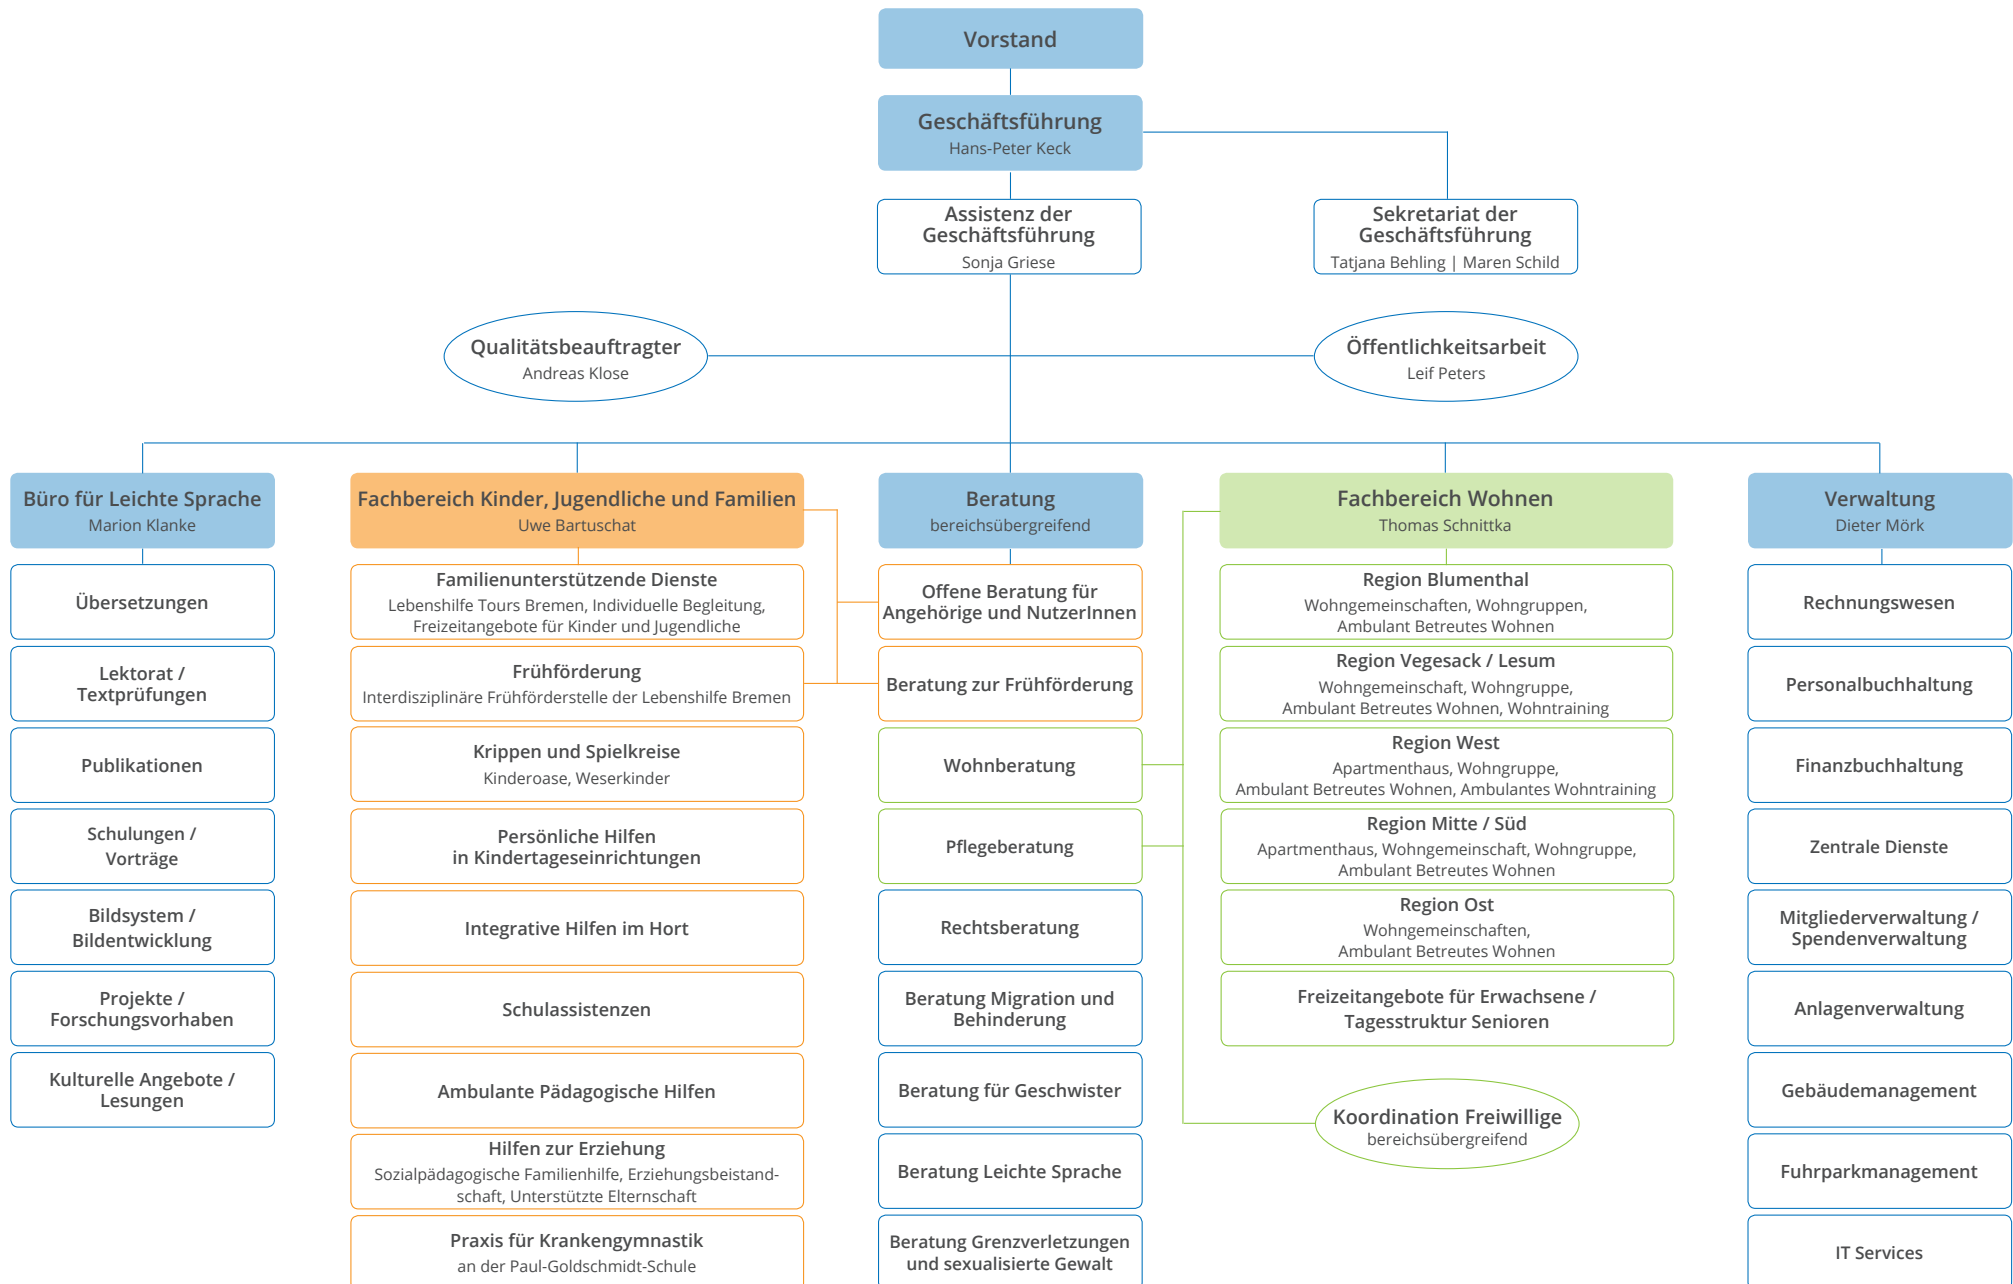 Vorstand
Geschäftsführung
Hans-Peter Keck
Assistenz der
Geschäftsführung
Sonja Griese
Sekretariat der
Geschäftsführung
Tatjana Behling | Maren Schild
Qualitätsbeauftragter
Andreas Klose
Öffentlichkeitsarbeit
Leif Peters
Büro für Leichte Sprache
Marion Klanke
Übersetzungen
Lektorat /
Textprüfungen
Publikationen
Schulungen /
Vorträge
Bildsystem /
Bildentwicklung
Projekte /
Forschungsvorhaben
Kulturelle Angebote /
Lesungen
Fachbereich Kinder, Jugendliche und Familien
Uwe Bartuschat
Familienunterstützende Dienste
Lebenshilfe Tours Bremen, Individuelle Begleitung,
Freizeitangebote für Kinder und Jugendliche
Frühförderung
Interdisziplinäre Frühförderstelle der Lebenshilfe Bremen
Krippen und Spielkreise
Kinderoase, Weserkinder
Persönliche Hilfen
in Kindertageseinrichtungen
Integrative Hilfen im Hort
Schulassistenzen
Ambulante Pädagogische Hilfen
Hilfen zur Erziehung
Sozialpädagogische Familienhilfe, Erziehungsbeistand-
schaft, Unterstützte Elternschaft
Praxis für Krankengymnastik
an der Paul-Goldschmidt-Schule
Beratung
bereichsübergreifend
Offene Beratung für
Angehörige und NutzerInnen
Beratung zur Frühförderung
Wohnberatung
Pflegeberatung
Rechtsberatung
Beratung Migration und
Behinderung
Beratung für Geschwister
Beratung Leichte Sprache
Beratung Grenzverletzungen
und sexualisierte Gewalt
Fachbereich Wohnen
Thomas Schnittka
Region Blumenthal
Wohngemeinschaften, Wohngruppen,
Ambulant Betreutes Wohnen
Region Vegesack / Lesum
Wohngemeinschaft, Wohngruppe,
Ambulant Betreutes Wohnen, Wohntraining
Region West
Apartmenthaus, Wohngruppe,
Ambulant Betreutes Wohnen, Ambulantes Wohntraining
Region Mitte / Süd
Apartmenthaus, Wohngemeinschaft, Wohngruppe,
Ambulant Betreutes Wohnen
Region Ost
Wohngemeinschaften,
Ambulant Betreutes Wohnen
Freizeitangebote für Erwachsene /
Tagesstruktur Senioren
Koordination Freiwillige
bereichsübergreifend
Verwaltung
Dieter Mörk
Rechnungswesen
Personalbuchhaltung
Finanzbuchhaltung
Zentrale Dienste
Mitgliederverwaltung /
Spendenverwaltung
Anlagenverwaltung
Gebäudemanagement
Fuhrparkmanagement
IT Services